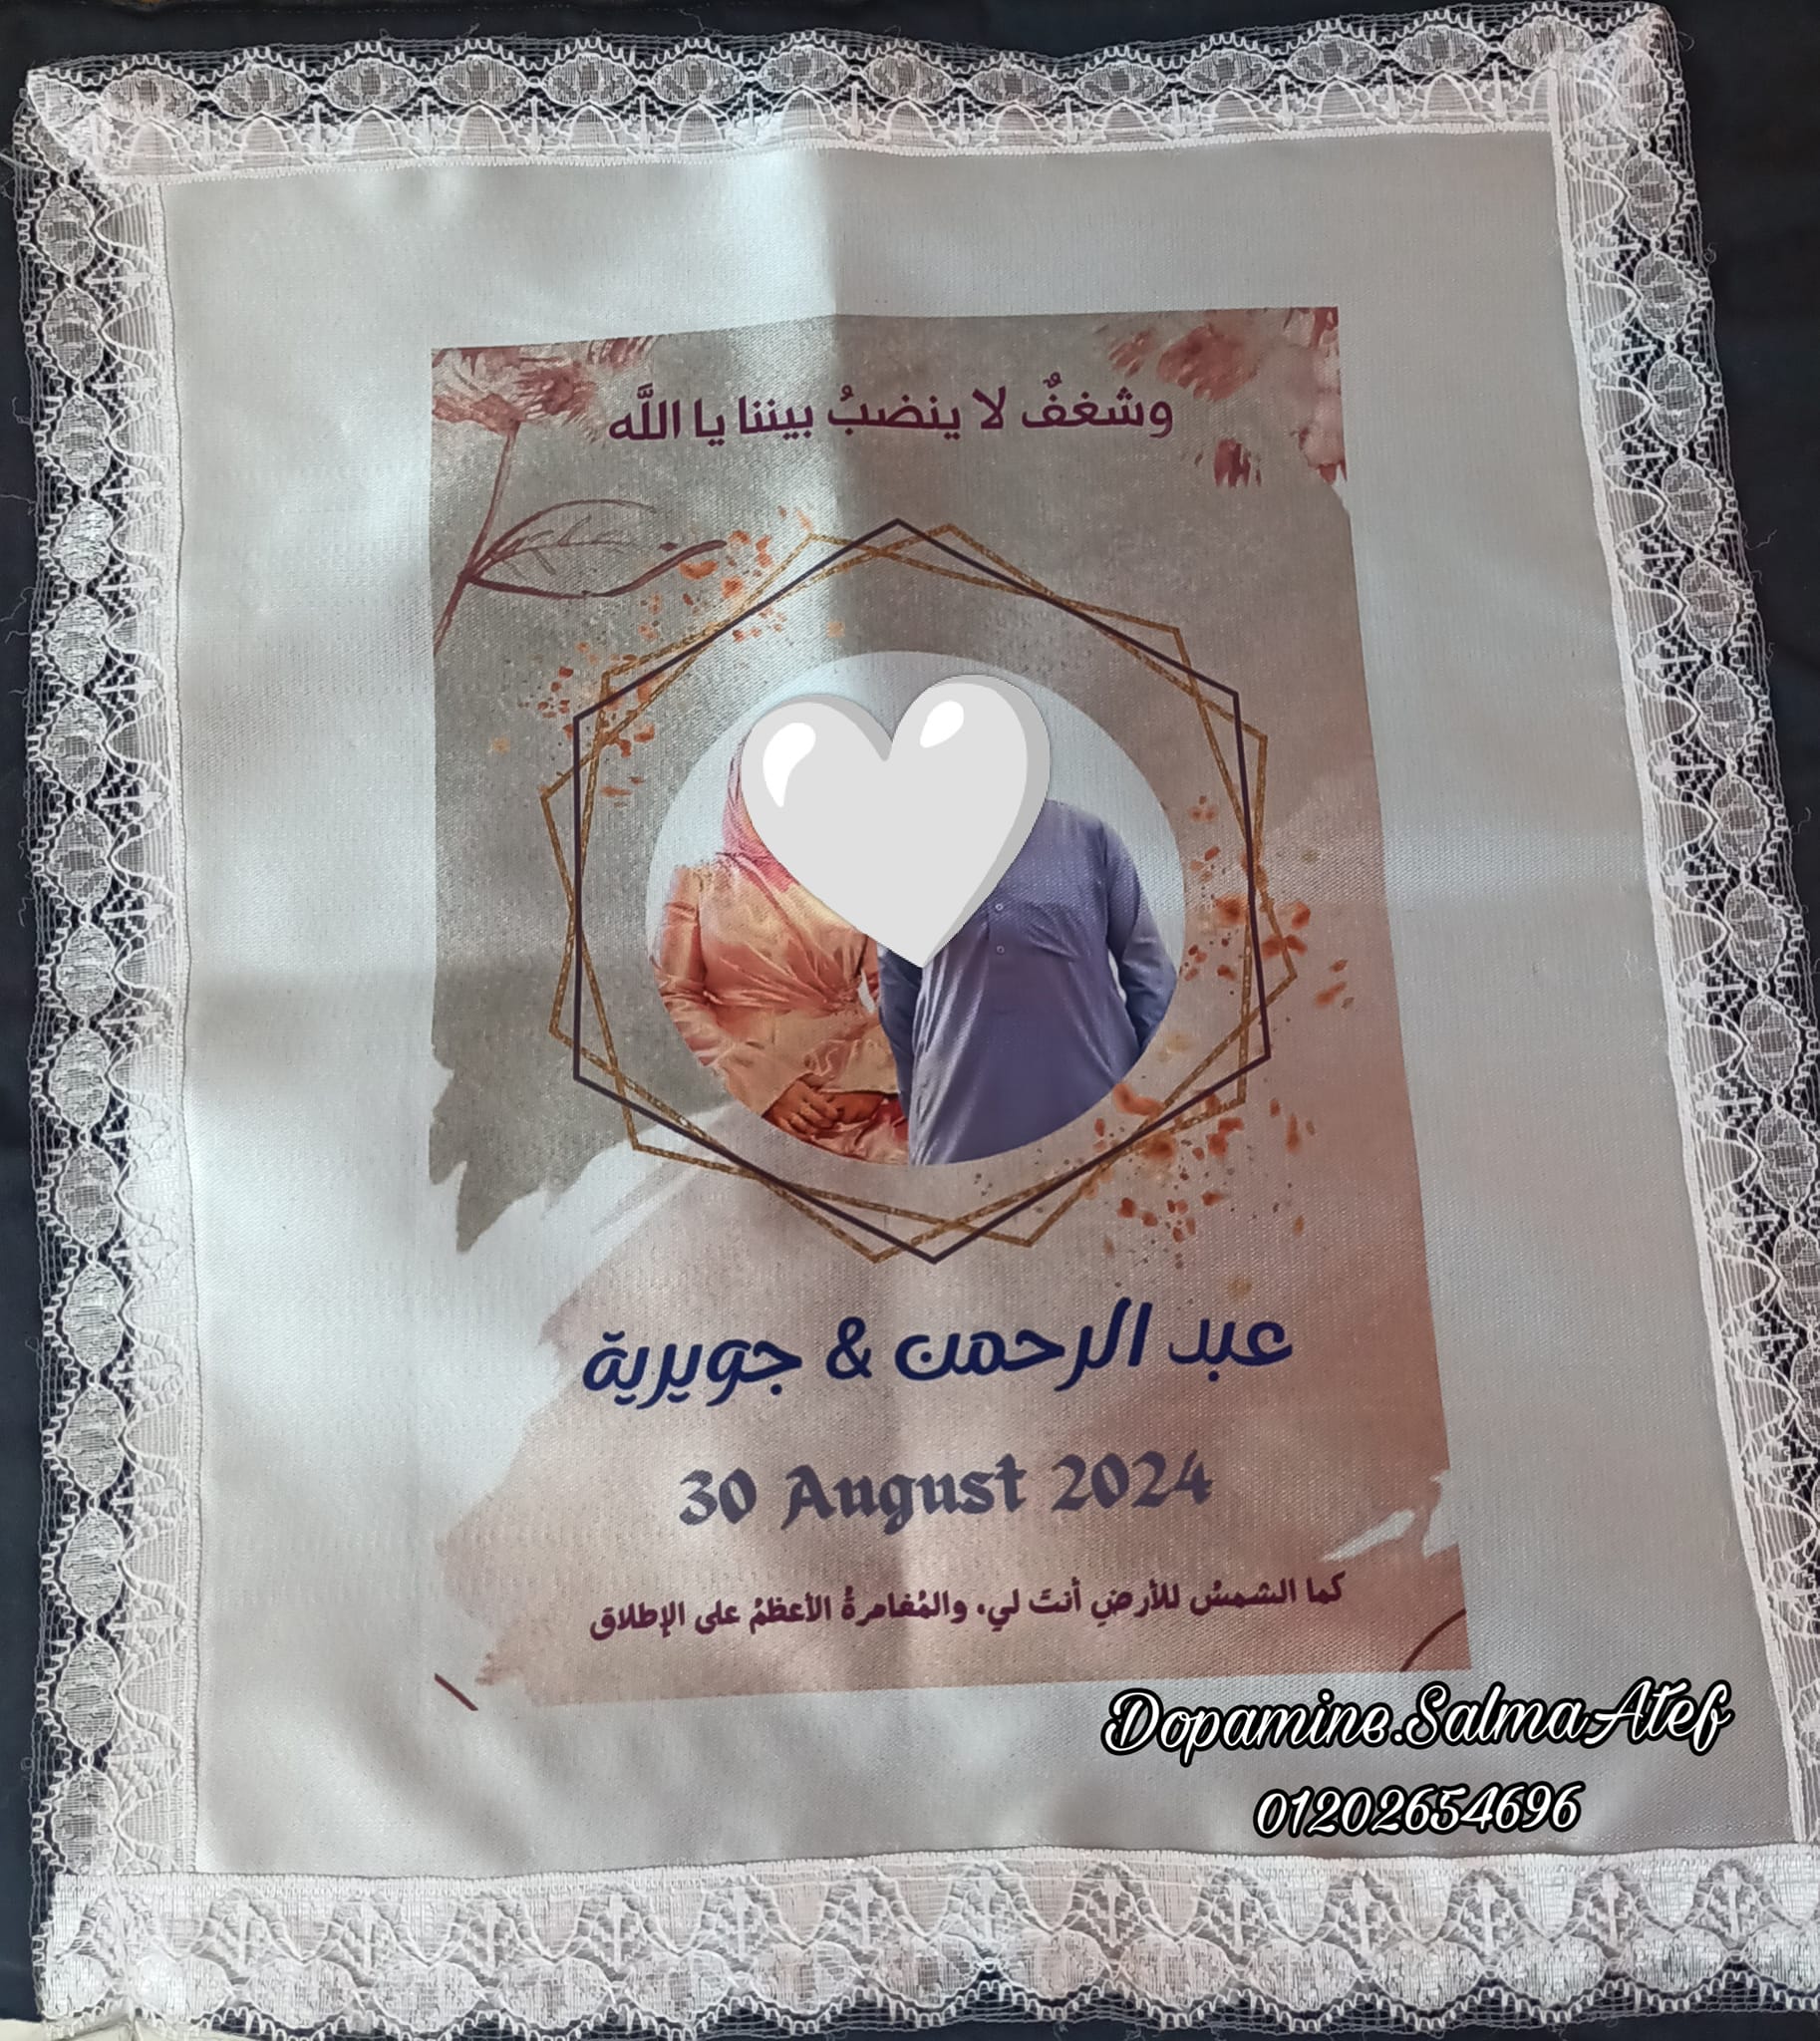 وشغفٌ لا ينضبُ بيننا يا اللَّه
عبد الرحمن & جويرية
30 August 2024
كما الشمسُ للأرضِ أنتَ لي، والمُغامرةُ الأعظمُ على الإطلاق
Dopamine.SalmaAtef
01202654696